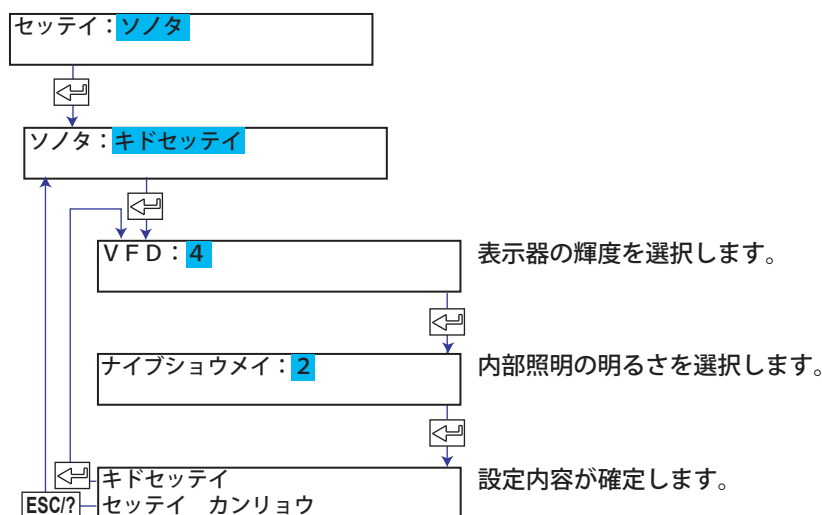 セッテイ：ソノタ
ソノタ：キドセッテイ
ＶＦＤ：4
表示器の輝度を選択します。
ナイブショウメイ：2
内部照明の明るさを選択します。
キドセッテイ
設定内容が確定します。
ESC/?
セッテイ　カンリョウ